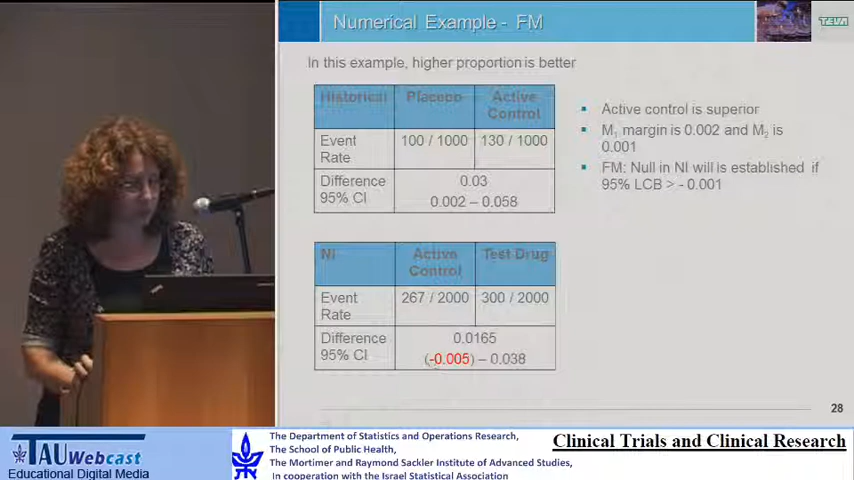 Numerical Example - FM
TEVA
In this example, higher proportion is better
Historical Placebo Active Control
Event Rate 100 / 1000 130 / 1000
Difference 0.03
95% CI 0.002 – 0.058
▪ Active control is superior
▪ M1 margin is 0.002 and M2 is
0.001
▪ FM: Null in NI will is established if
95% LCB > - 0.001
NI Active Control Test Drug
Event Rate 267 / 2000 300 / 2000
Difference 0.0165
95% CI (-0.005) – 0.038
28
TAUWebcast
Educational Digital Media
The Department of Statistics and Operations Research,
The School of Public Health,
The Mortimer and Raymond Sackler Institute of Advanced Studies,
In cooperation with the Israel Statistical Association
Clinical Trials and Clinical Research